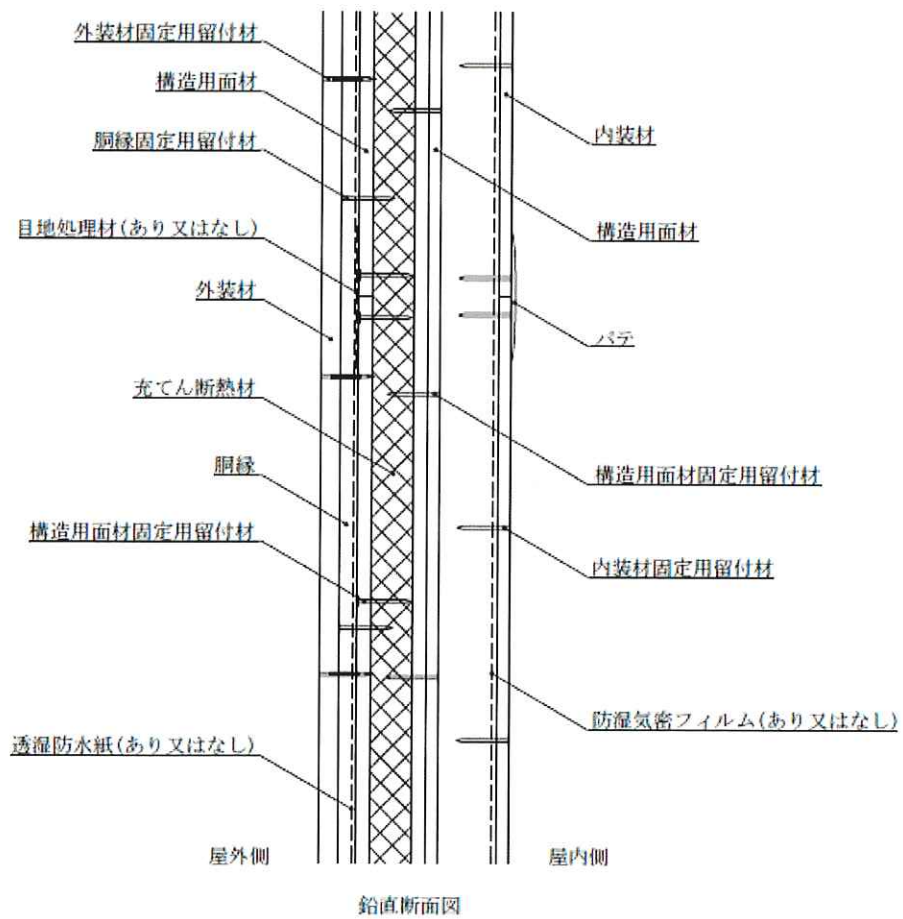 外装材固定用留付材
構造用面材
胴縁固定用留付材
目地処理材(あり又はなし)
外装材
充てん断熱材
胴縁
構造用面材固定用留付材
透湿防水紙(あり又はなし)
内装材
構造用面材
パテ
構造用面材固定用留付材
内装材固定用留付材
防湿気密フィルム(あり又はなし)
屋外側
屋内側
鉛直断面図